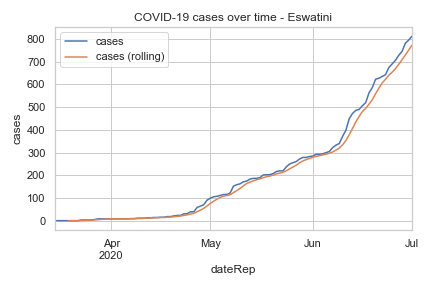 COVID-19 cases over time - Eswatini
cases
cases (rolling)
800
700
600
500
400
300
200
100
0
cases
Apr
2020
May
Jun
Jul
dateRep